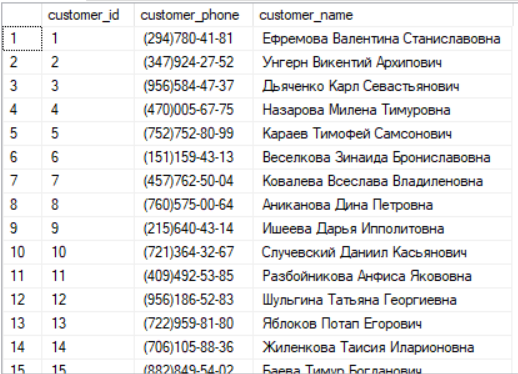 customer_id customer_phone customer_name
1 1 (294)780-41-81 Ефремова Валентина Станиславовна
2 2 (347)924-27-52 Унгерн Викентий Архипович
3 3 (956)584-47-37 Дьяченко Карл Севастьянович
4 4 (470)005-67-75 Назарова Милена Тимуровна
5 5 (752)752-80-99 Караев Тимофей Самсонович
6 6 (151)159-43-13 Веселкова Зинаида Брониславовна
7 7 (457)762-50-04 Ковалева Всеслава Владиленовна
8 8 (760)575-00-64 Аниканова Дина Петровна
9 9 (215)640-43-14 Ишеева Дарья Ипполитовна
10 10 (721)364-32-67 Случевский Даниил Касьянович
11 11 (409)492-53-85 Разбойникова Анфиса Якововна
12 12 (956)186-52-83 Шульгина Татьяна Георгиевна
13 13 (722)959-81-80 Яблоков Потап Егорович
14 14 (706)105-88-36 Жиленкова Таисия Иларионовна
15 15 (882)849-54-02 Баева Тимур Богданович